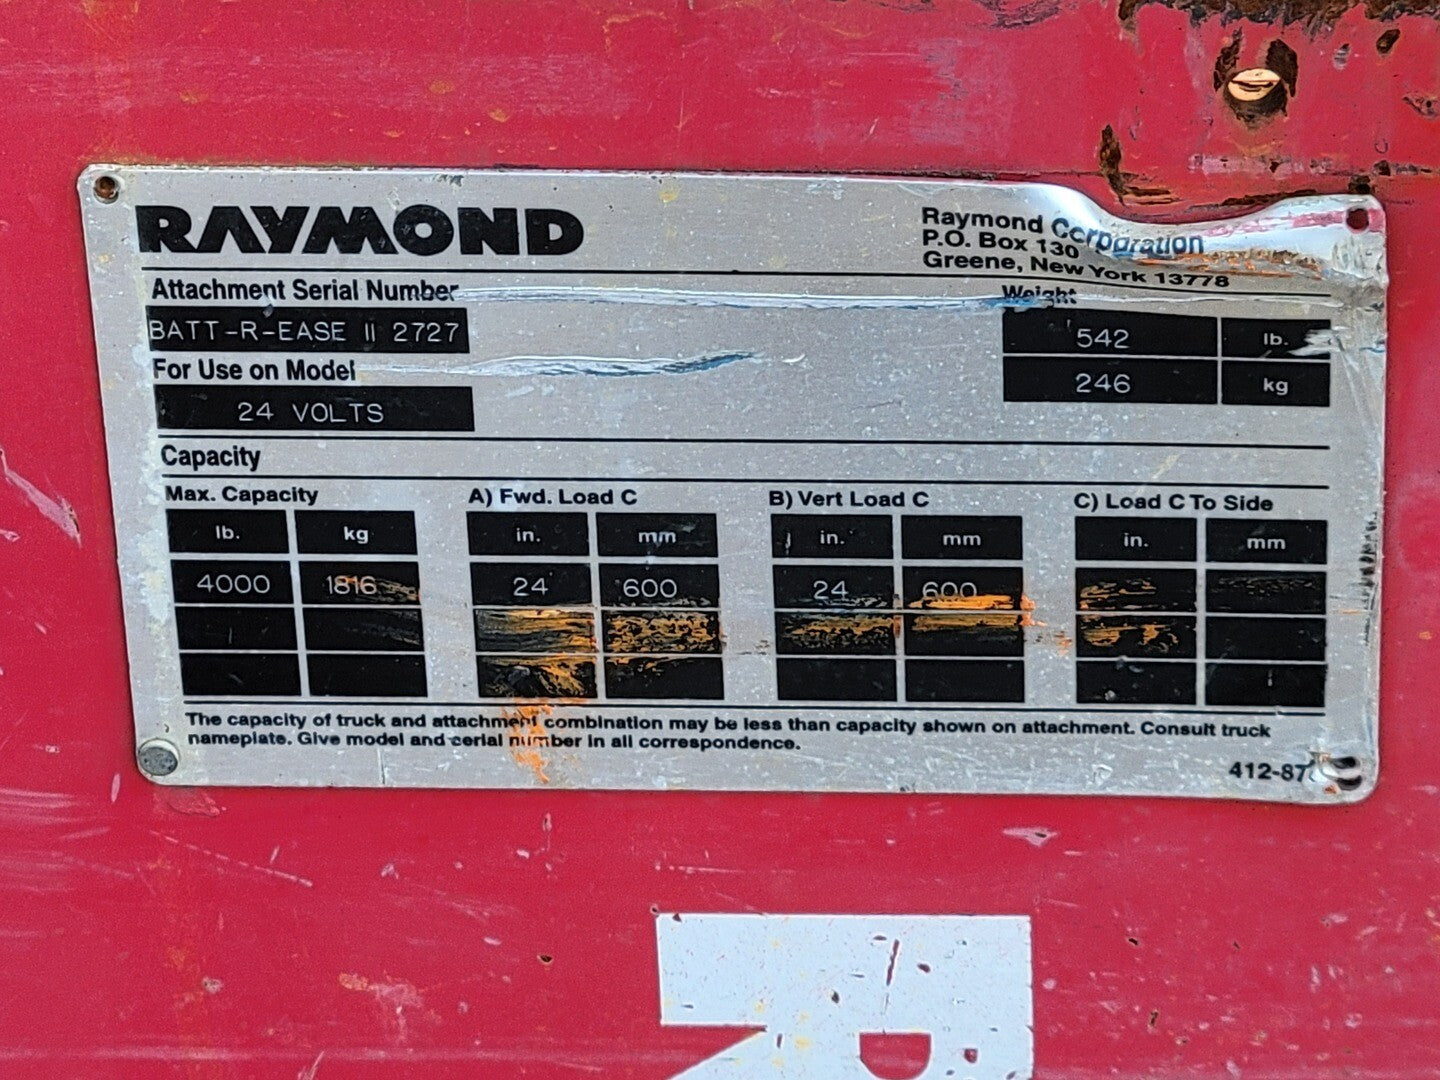 RAYMOND
Raymond Corporation
P.O. Box 130
Greene, New York 13778
Attachment Serial Number
BATT-R-EASE II 2727
Weight
542 lb.
246 kg
For Use on Model
24 VOLTS
Capacity
Max. Capacity A) Fwd. Load C B) Vert Load C C) Load C To Side
lb. kg in. mm in. mm in. mm
4000 1816 24 600 24 600
The capacity of truck and attachment combination may be less than capacity shown on attachment. Consult truck
nameplate. Give model and serial number in all correspondence.
412-87
R